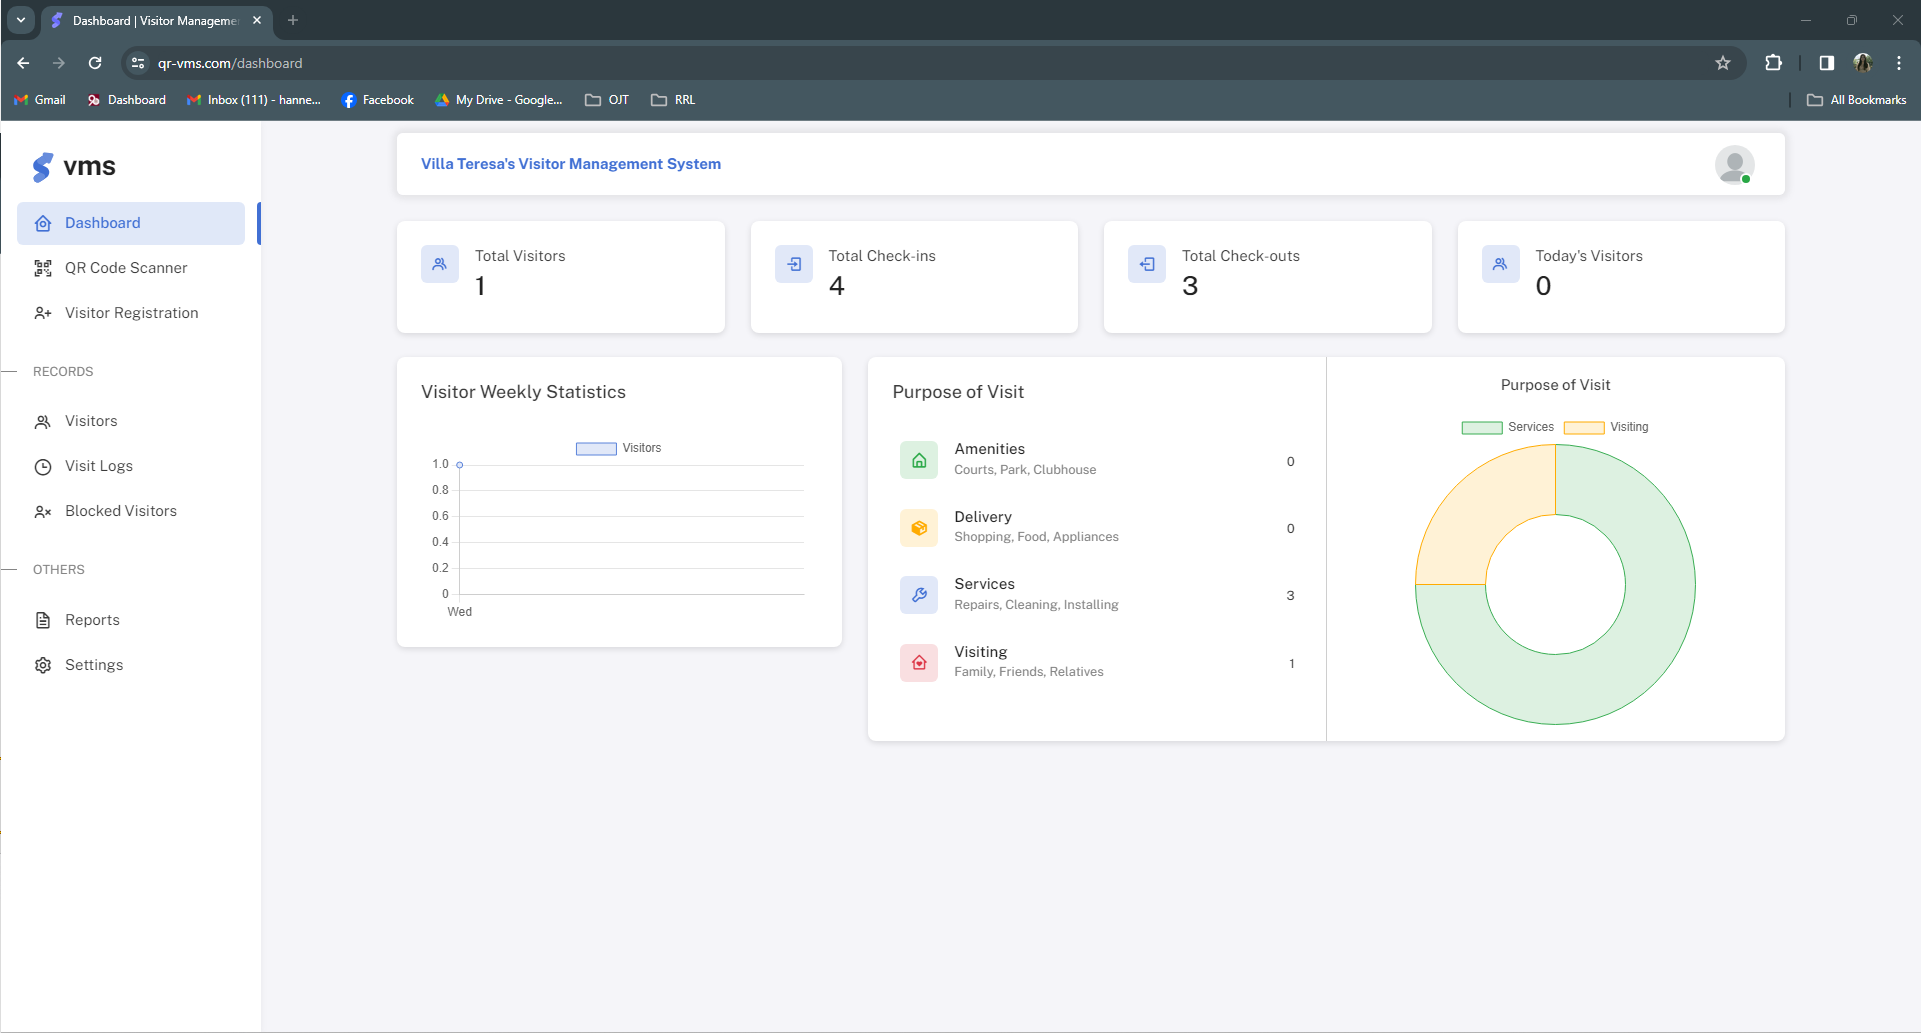 Dashboard | Visitor Manageme
qr-vms.com/dashboard
Gmail
Dashboard
Inbox (111) - hanne...
Facebook
My Drive - Google...
OJT
RRL
All Bookmarks
vms
Dashboard
QR Code Scanner
Visitor Registration
RECORDS
Visitors
Visit Logs
Blocked Visitors
OTHERS
Reports
Settings
Villa Teresa's Visitor Management System
Total Visitors
1
Total Check-ins
4
Total Check-outs
3
Today's Visitors
0
Visitor Weekly Statistics
Visitors
1.0
0.8
0.6
0.4
0.2
0
Wed
Purpose of Visit
Amenities
Courts, Park, Clubhouse
0
Delivery
Shopping, Food, Appliances
0
Services
Repairs, Cleaning, Installing
3
Visiting
Family, Friends, Relatives
1
Purpose of Visit
Services
Visiting